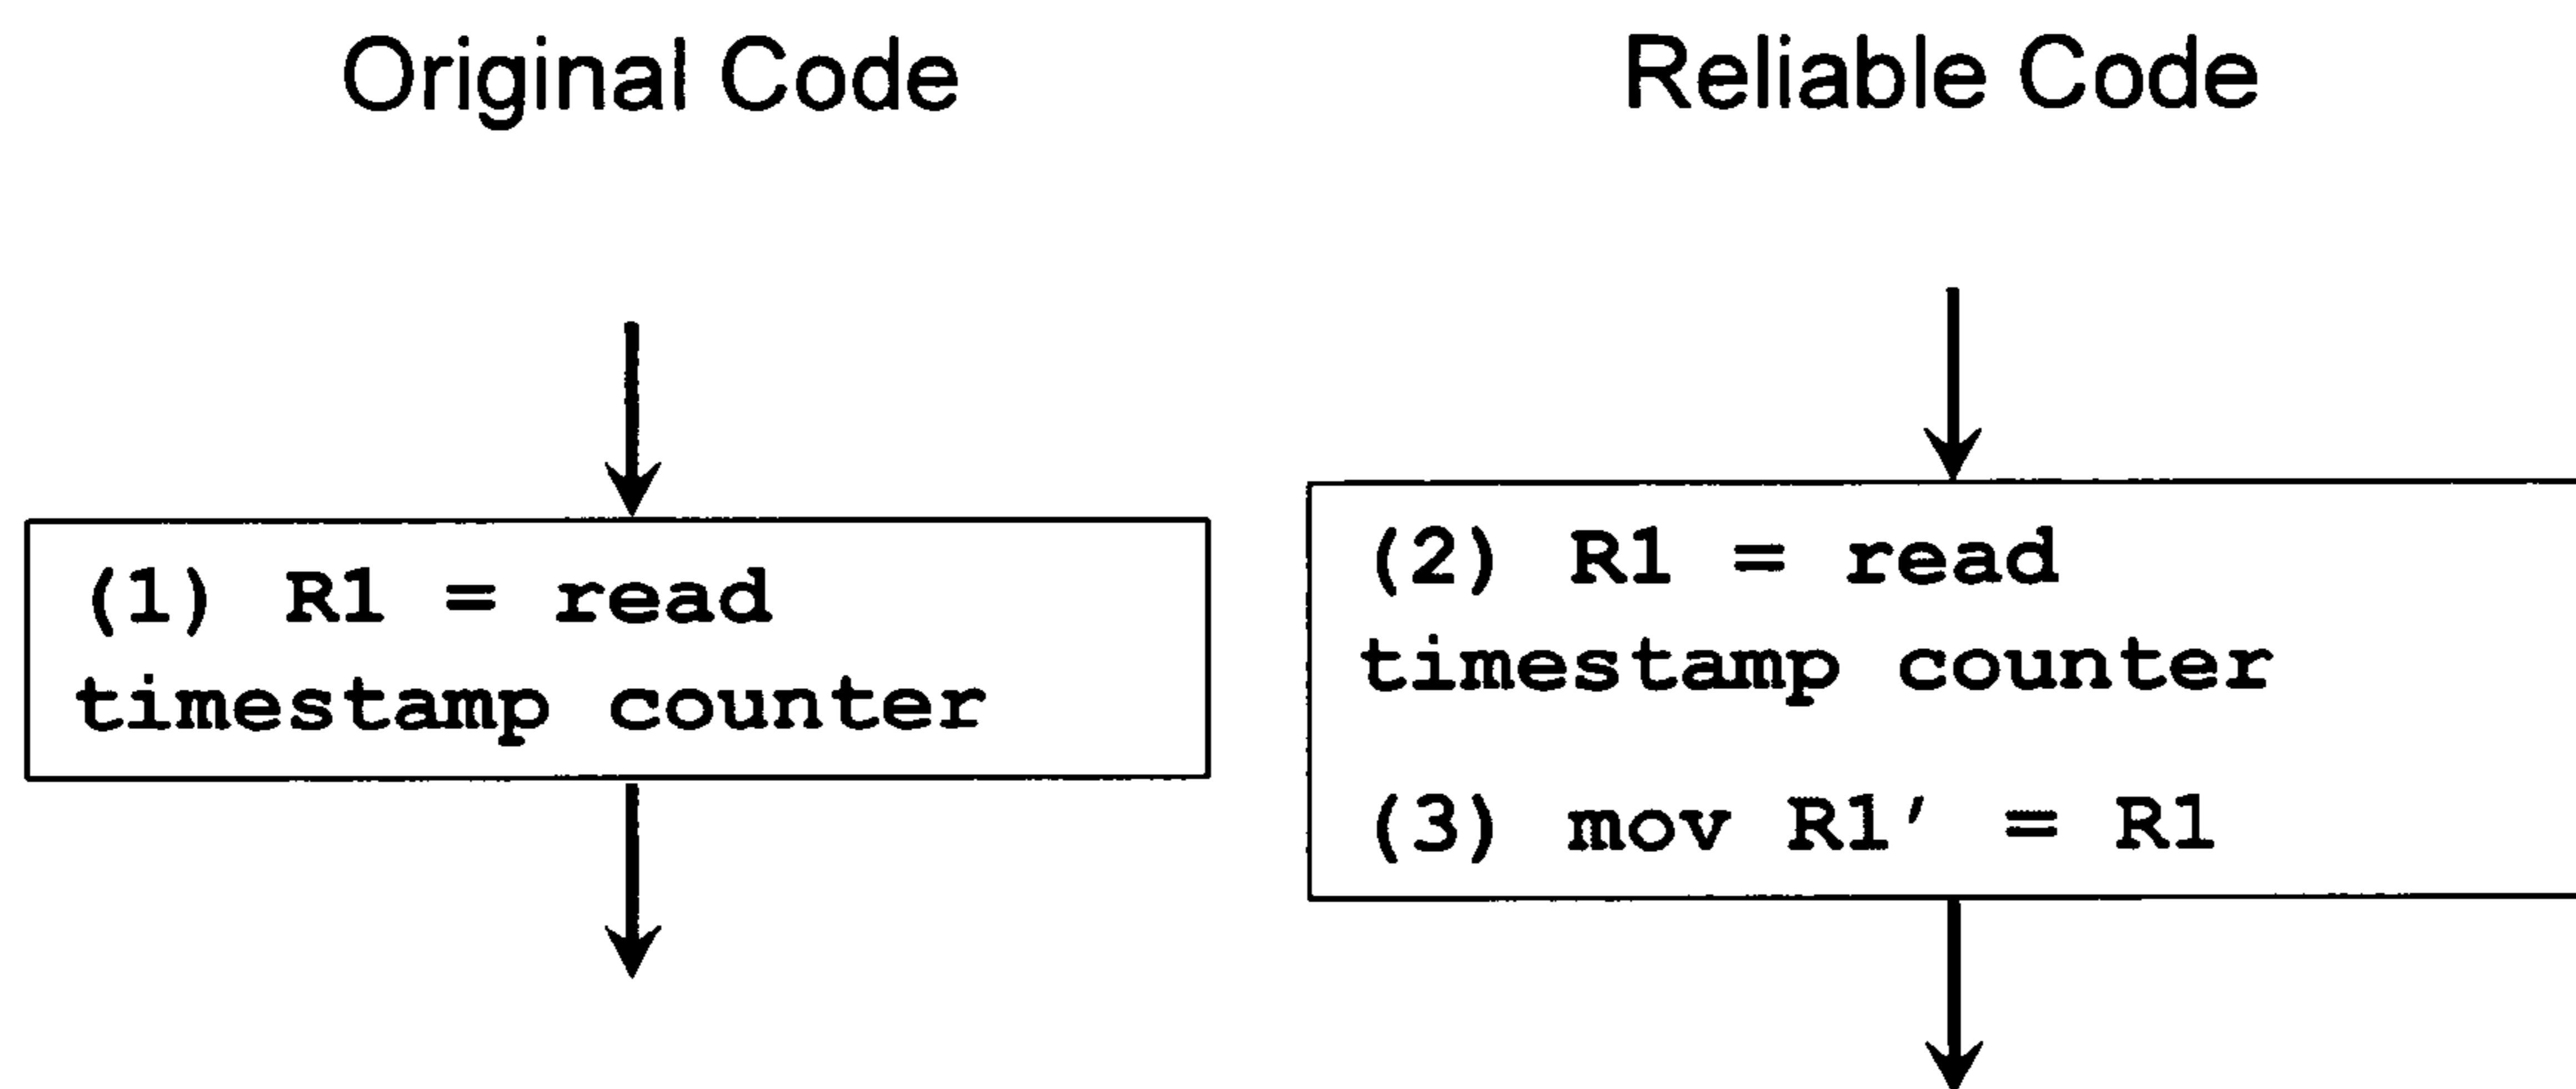 Original Code
(1) R1 = read
timestamp counter
Reliable Code
(2) R1 = read
timestamp counter
(3) mov R1′ = R1